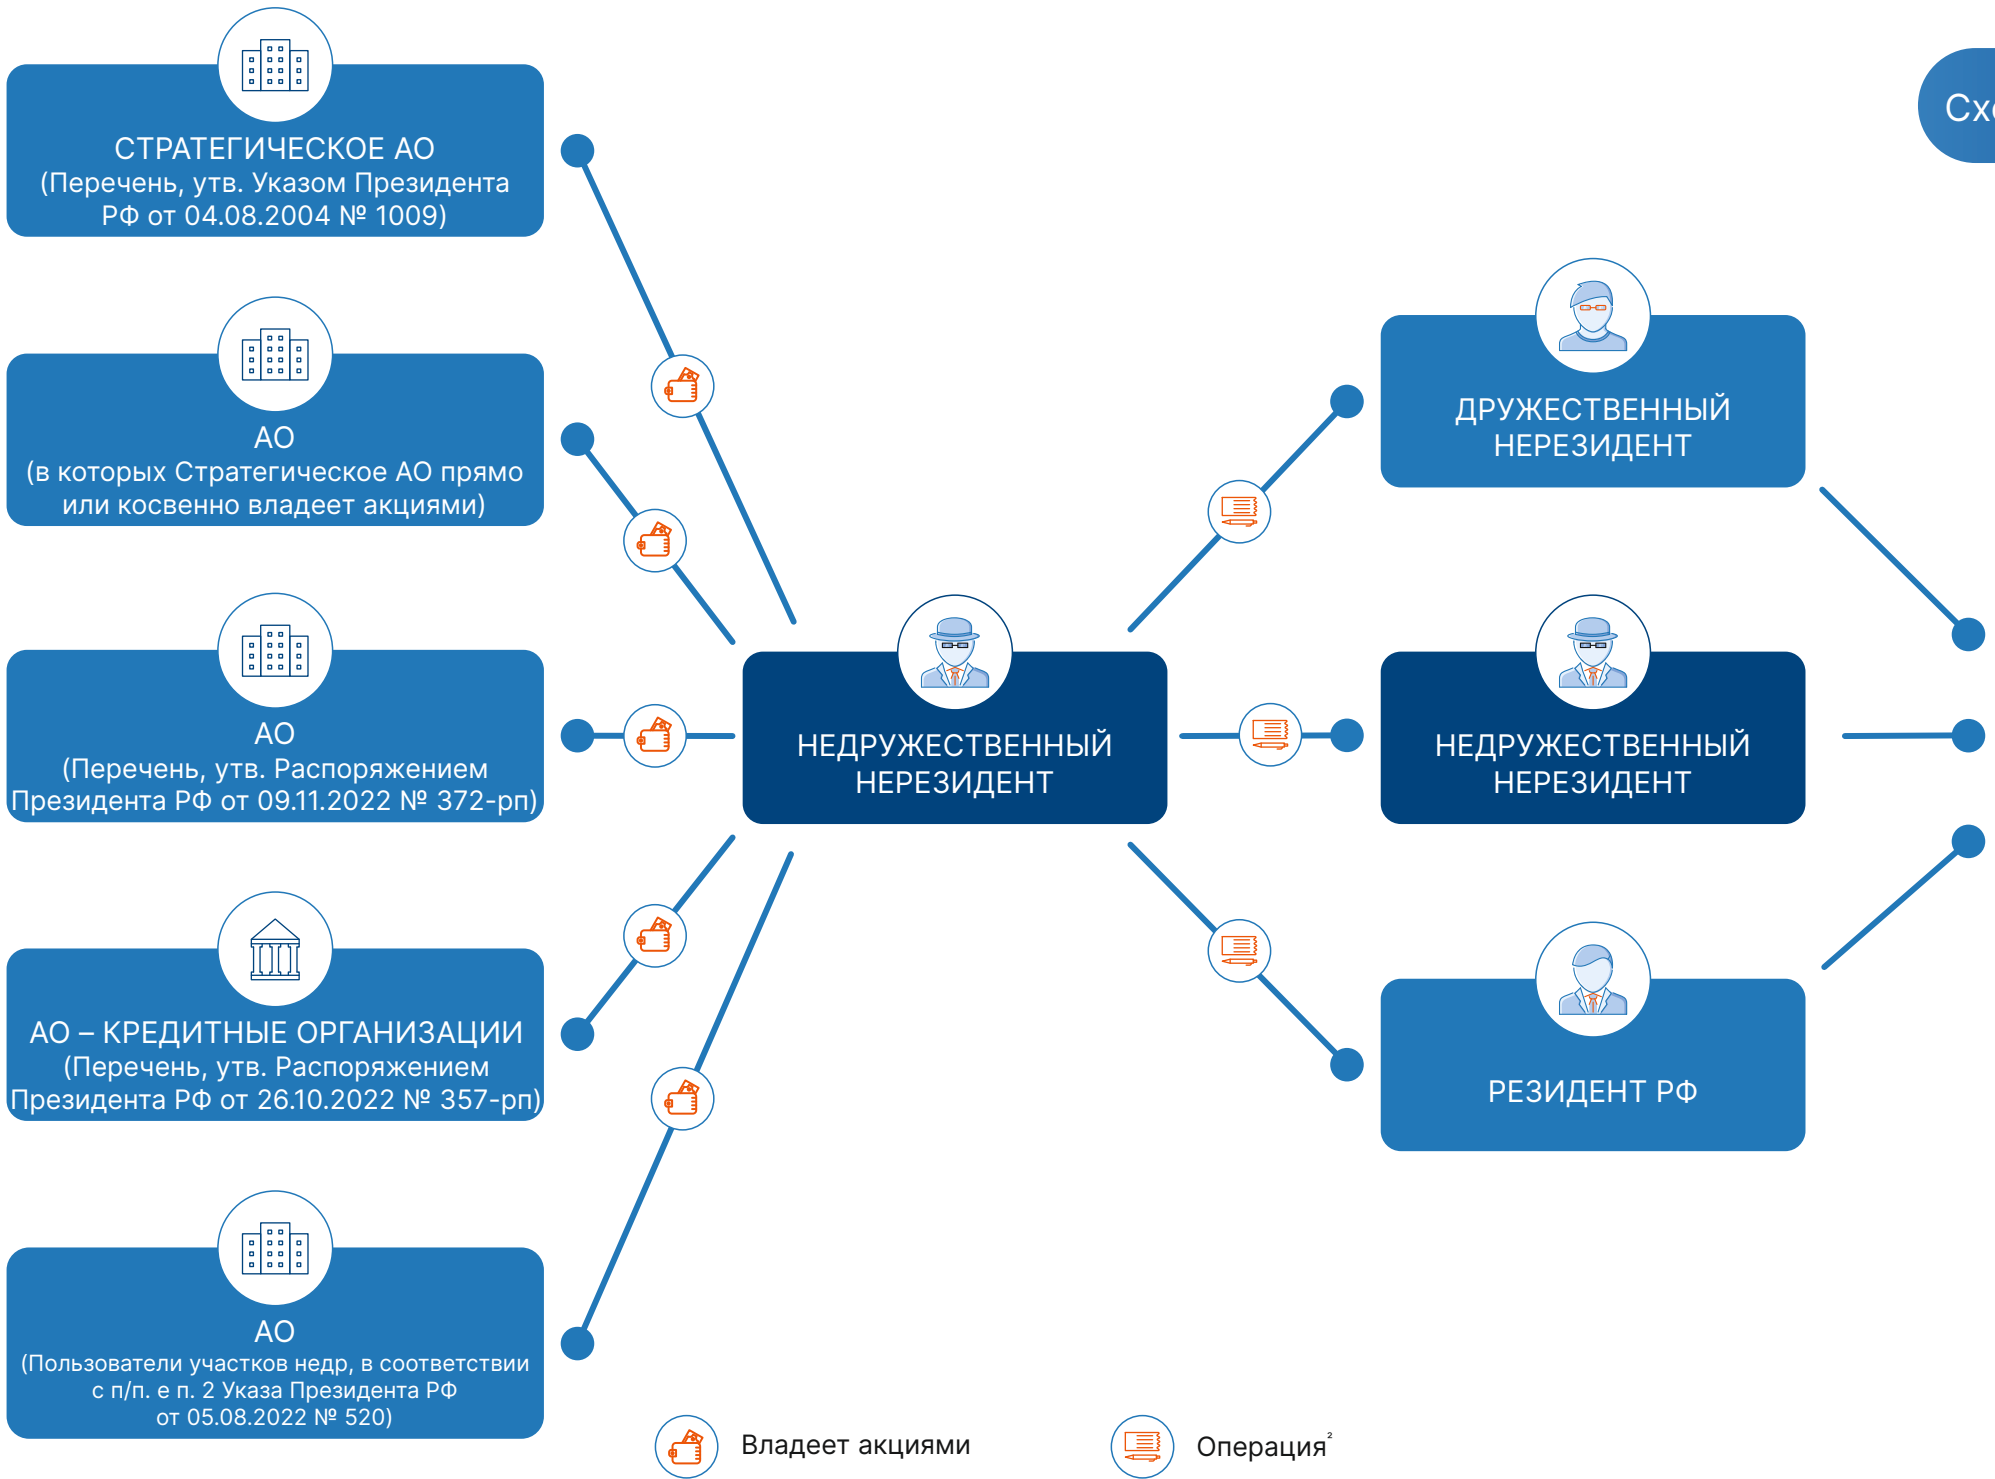 СТРАТЕГИЧЕСКОЕ АО
(Перечень, утв. Указом Президента
РФ от 04.08.2004 № 1009)
АО
(в которых Стратегическое АО прямо
или косвенно владеет акциями)
АО
(Перечень, утв. Распоряжением
Президента РФ от 09.11.2022 № 372-рп)
АО – КРЕДИТНЫЕ ОРГАНИЗАЦИИ
(Перечень, утв. Распоряжением
Президента РФ от 26.10.2022 № 357-рп)
АО
(Пользователи участков недр, в соответствии
с п/п. е п. 2 Указа Президента РФ
от 05.08.2022 № 520)
НЕДРУЖЕСТВЕННЫЙ
НЕРЕЗИДЕНТ
ДРУЖЕСТВЕННЫЙ
НЕРЕЗИДЕНТ
НЕДРУЖЕСТВЕННЫЙ
НЕРЕЗИДЕНТ
РЕЗИДЕНТ РФ
Владеет акциями
Операция²